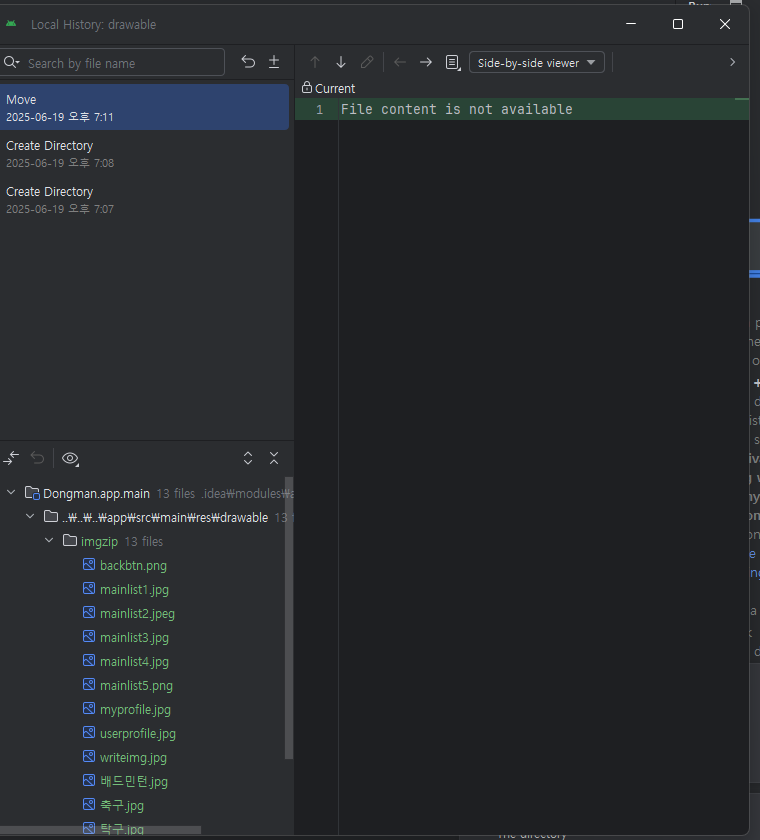 Local History: drawable
Search by file name
Side-by-side viewer
Move
2025-06-19 오후 7:11
Create Directory
2025-06-19 오후 7:08
Create Directory
2025-06-19 오후 7:07
Current
1 File content is not available
Dongman.app.main 13 files .idea₩modules₩a
..₩..₩..₩app₩src₩main₩res₩drawable 13 f
imgzip 13 files
backbtn.png
mainlist1.jpg
mainlist2.jpeg
mainlist3.jpg
mainlist4.jpg
mainlist5.png
myprofile.jpg
userprofile.jpg
writeimg.jpg
배드민턴.jpg
축구.jpg
탁구.jpg